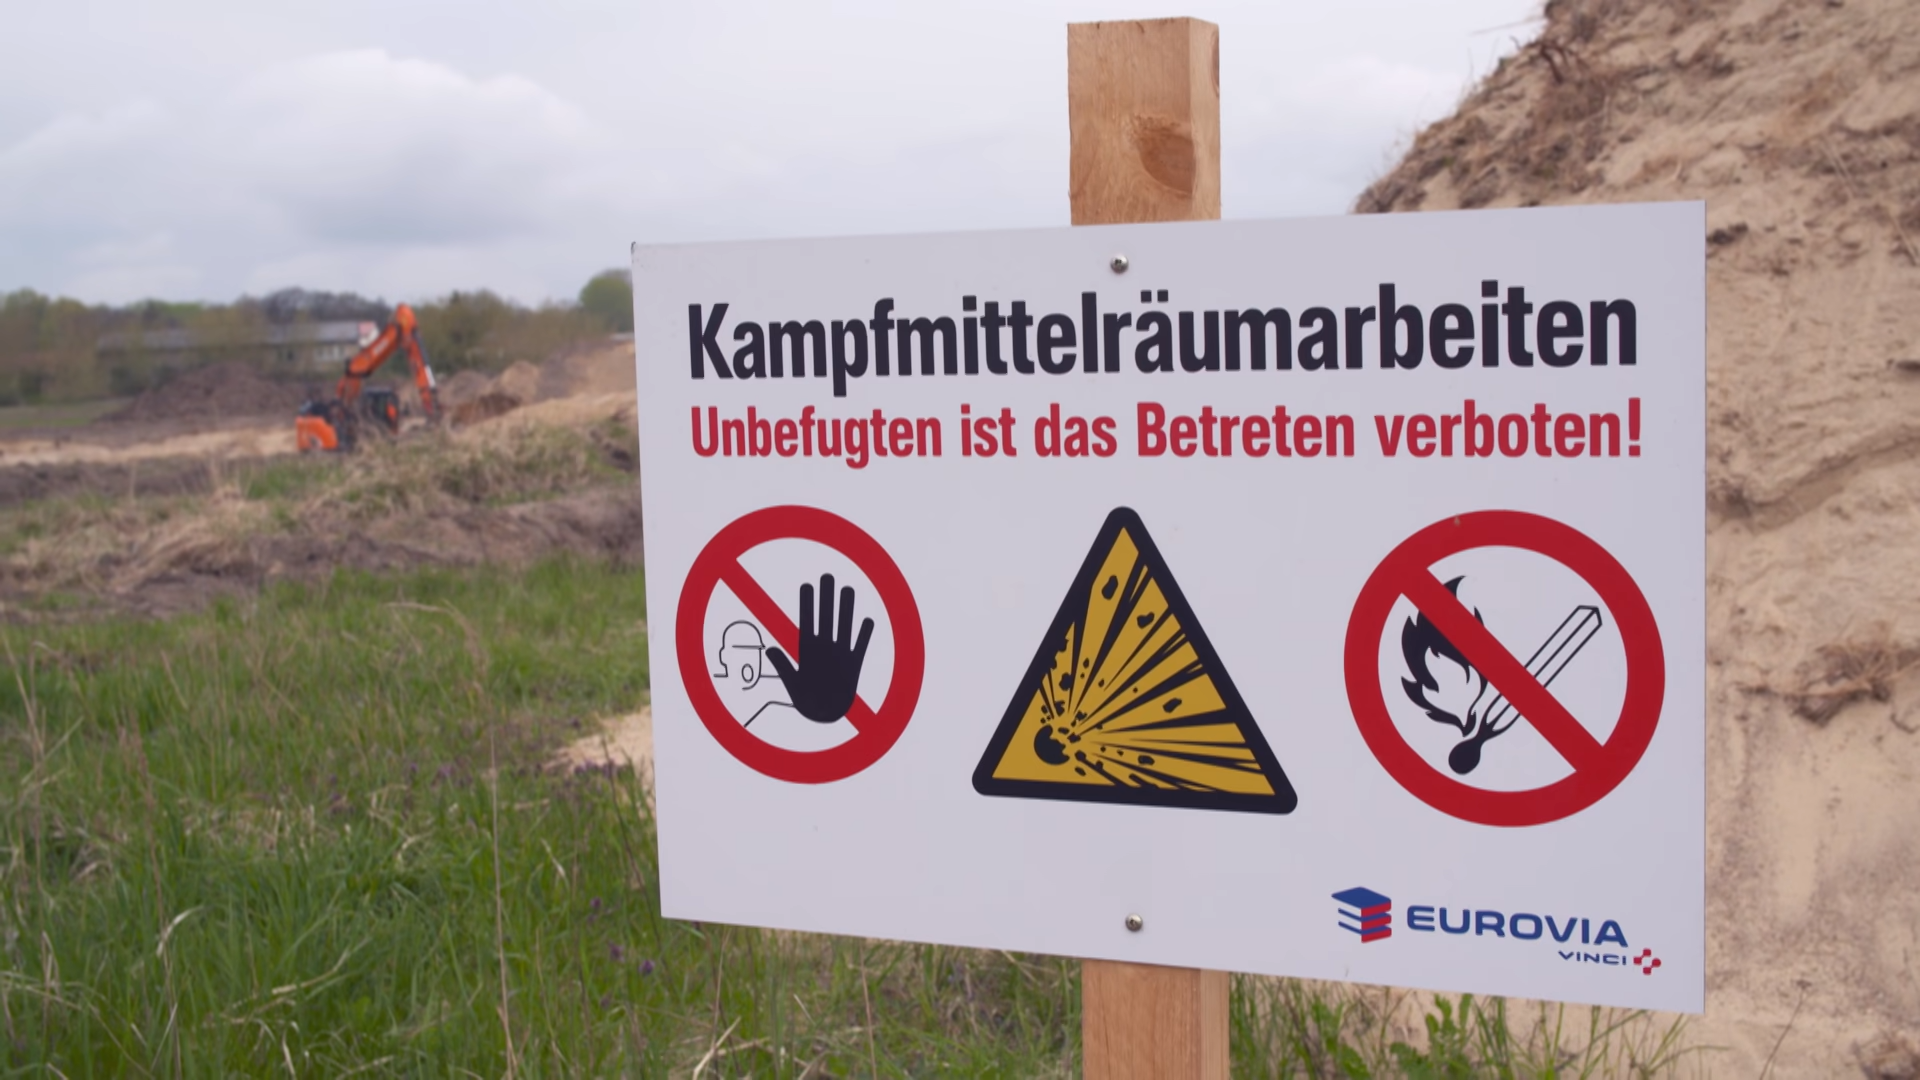 Kampfmittelräumarbeiten
Unbefugten ist das Betreten verboten!
EUROVIA
VINCI